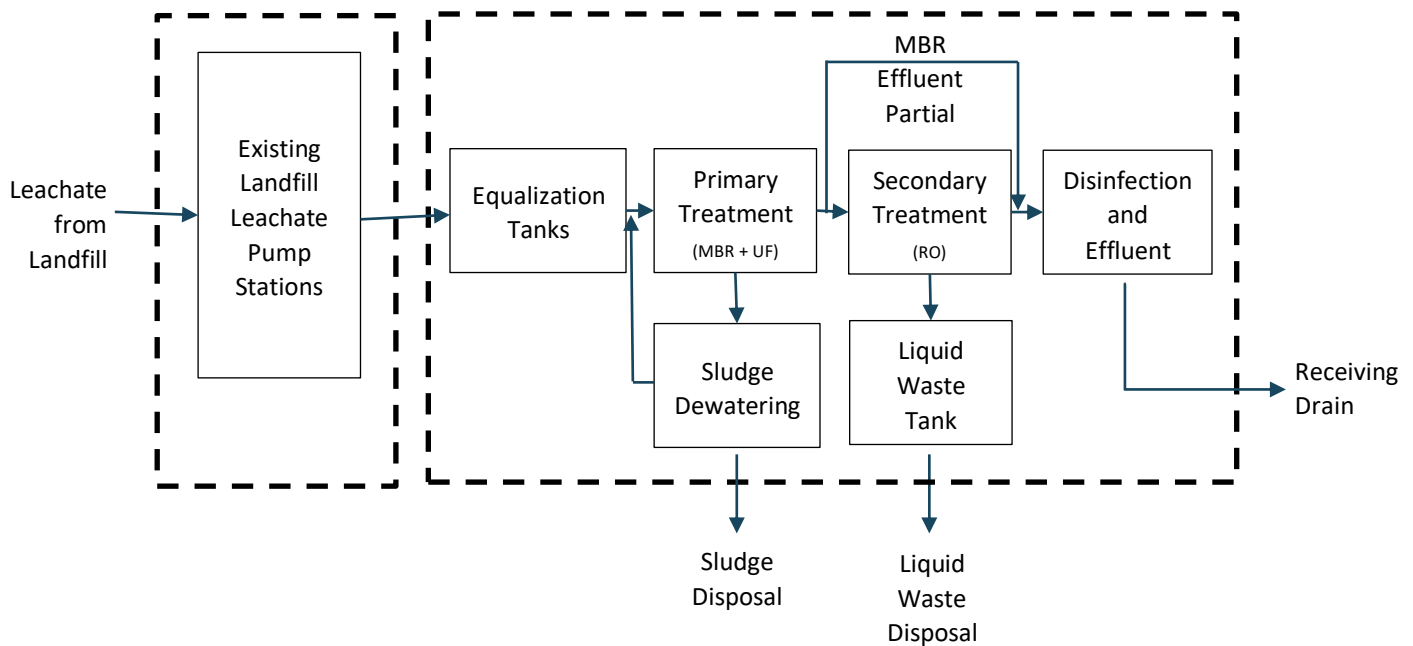 MBR
Effluent
Partial
Leachate
from
Landfill
Existing
Landfill
Leachate
Pump
Stations
Equalization
Tanks
Primary
Treatment
(MBR + UF)
Secondary
Treatment
(RO)
Disinfection
and
Effluent
Sludge
Dewatering
Liquid
Waste
Tank
Receiving
Drain
Sludge
Disposal
Liquid
Waste
Disposal